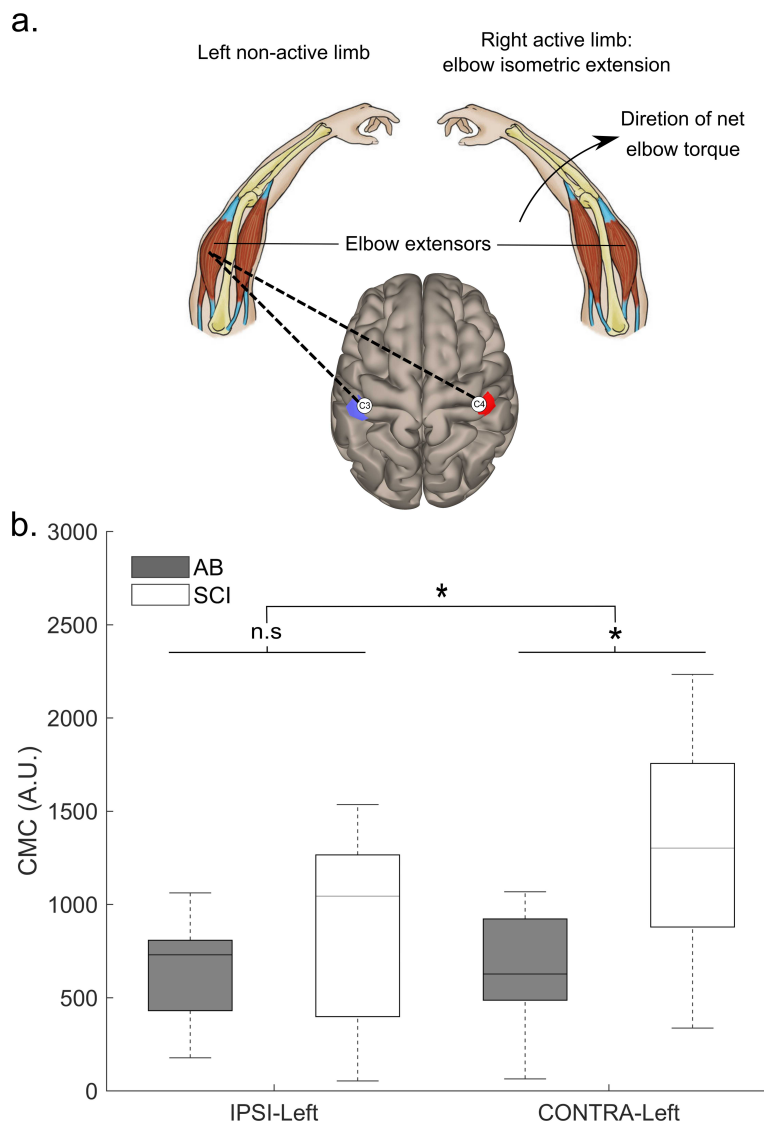 a.
Left non-active limb
Right active limb:
elbow isometric extension
Diretion of net
elbow torque
Elbow extensors
C3
C4
b.
3000
2500
2000
1500
1000
500
0
CMC (A.U.)
AB
SCI
*
n.s
*
IPSI-Left
CONTRA-Left